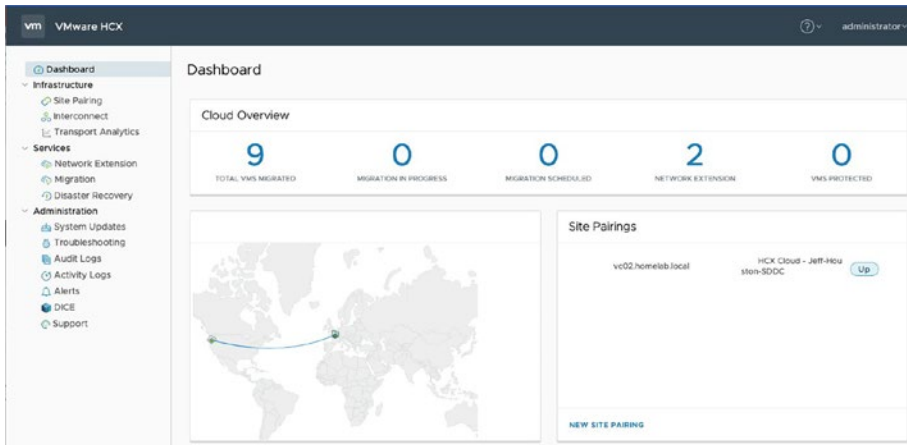 vm VMware HCX
administrator
Dashboard
Infrastructure
Site Pairing
Interconnect
Transport Analytics
Services
Network Extension
Migration
Disaster Recovery
Administration
System Updates
Troubleshooting
Audit Logs
Activity Logs
Alerts
DICE
Support
Dashboard
Cloud Overview
9 0 0 2 0
TOTAL VMS MIGRATED MIGRATION IN PROGRESS MIGRATION SCHEDULED NETWORK EXTENSION VMS PROTECTED
Site Pairings
vc02.homelab.local
HCX Cloud - Jeff-Hou
ston-SDDC
Up
NEW SITE PAIRING